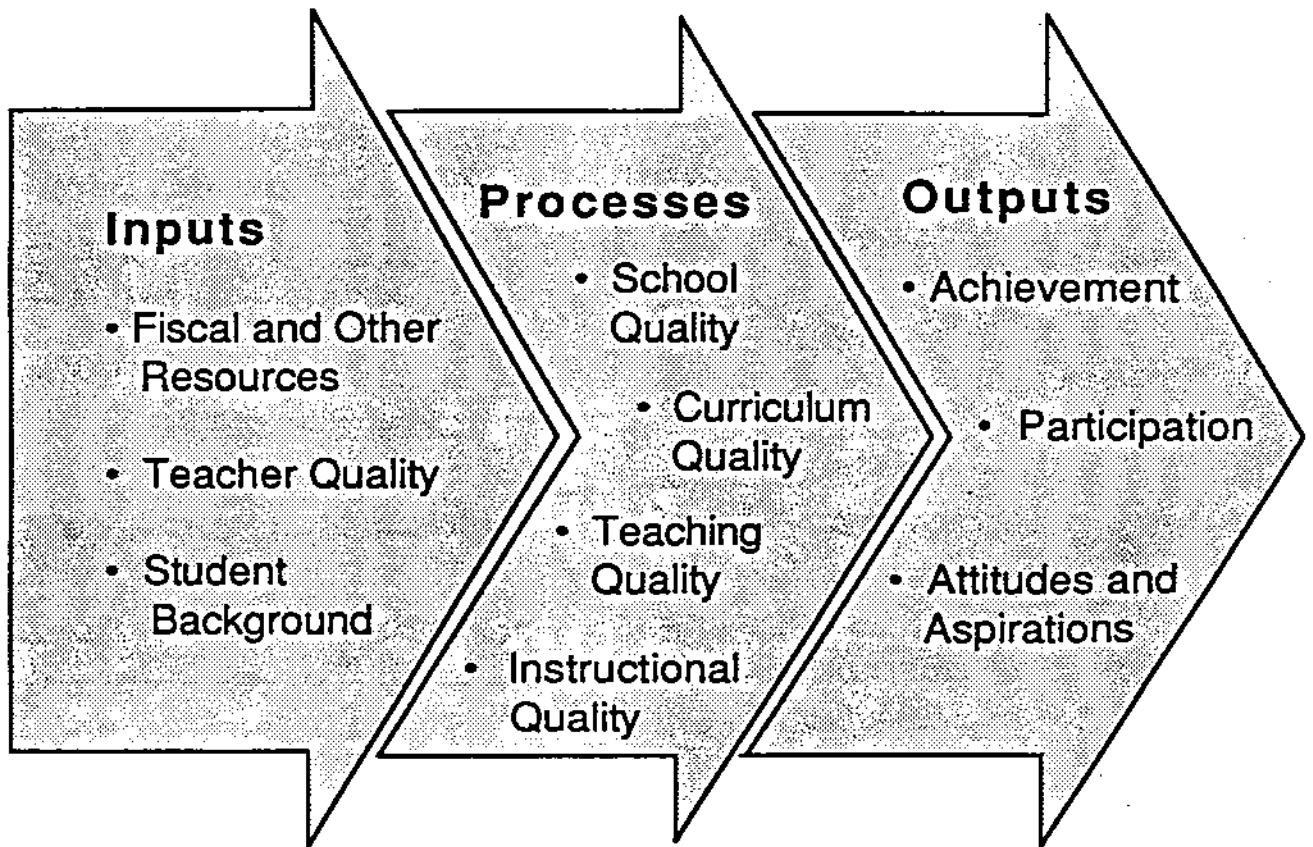 Inputs
• Fiscal and Other
Resources
• Teacher Quality
• Student
Background
Processes
• School
Quality
• Curriculum
Quality
• Teaching
Quality
• Instructional
Quality
Outputs
• Achievement
• Participation
• Attitudes and
Aspirations